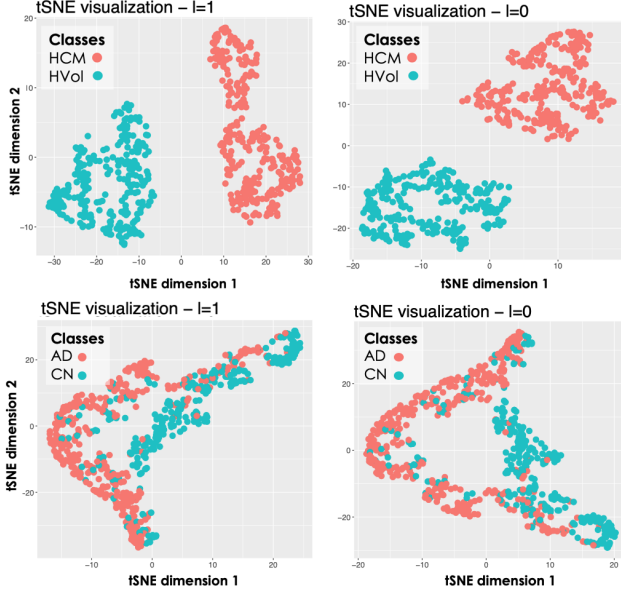 tSNE visualization – l=1
Classes
HCM
HVol
20
10
0
−10
−30 −20 −10 0 10 20 30
tSNE dimension 1
tSNE dimension 2
tSNE visualization – l=0
Classes
HCM
HVol
30
20
10
0
−10
−20
−20 −10 0 10
tSNE dimension 1
tSNE visualization – l=1
Classes
AD
CN
20
0
−20
−10 0 10 20
tSNE dimension 1
tSNE dimension 2
tSNE visualization – l=0
Classes
AD
CN
20
0
−20
−20 −10 0 10 20
tSNE dimension 1